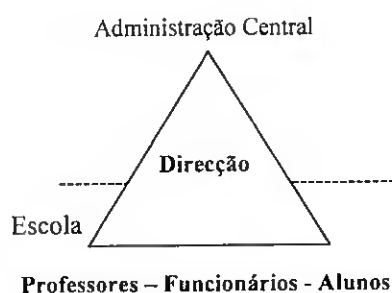 Administração Central
Direcção
Escola
Professores – Funcionários - Alunos